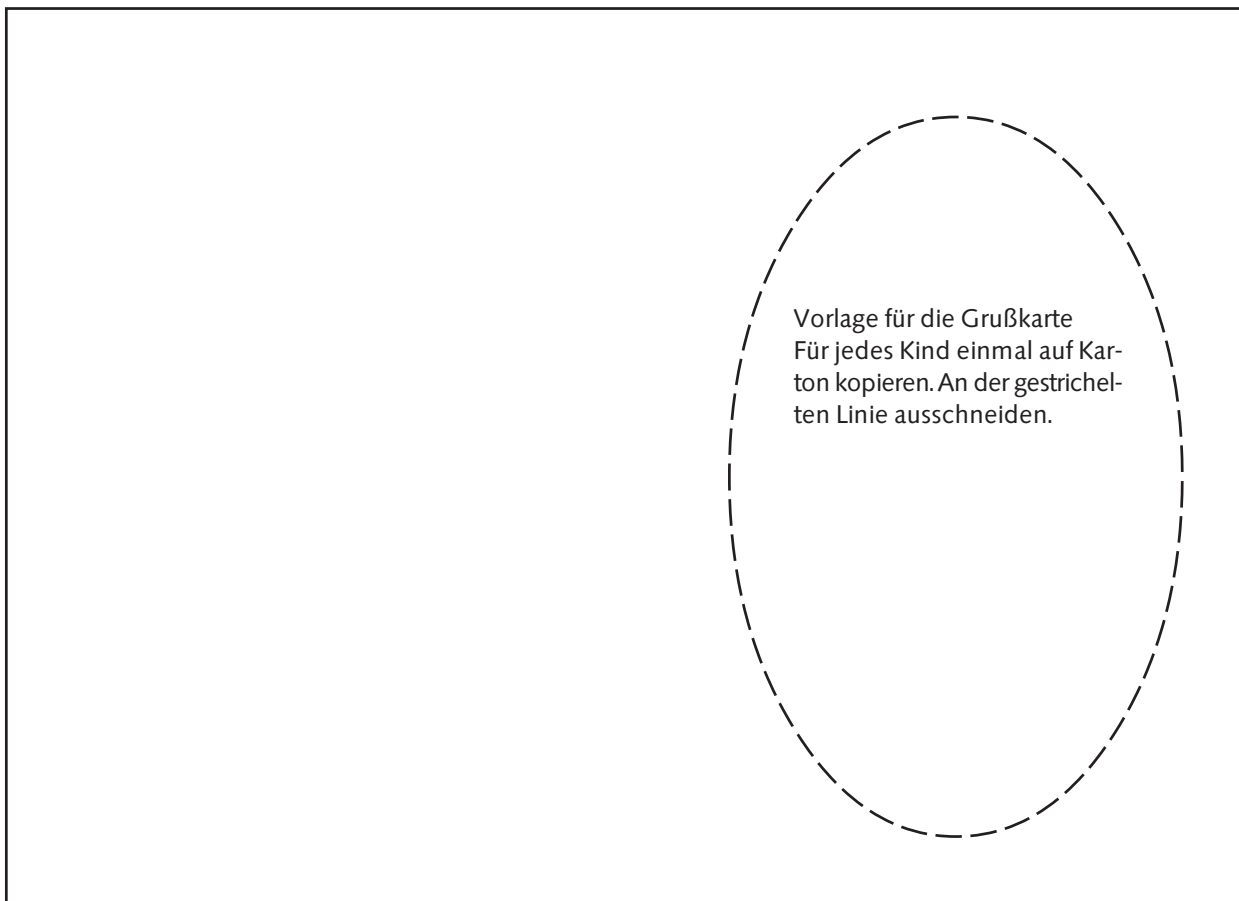 Vorlage für die Grußkarte
Für jedes Kind einmal auf Kar-
ton kopieren. An der gestrichel-
ten Linie ausschneiden.